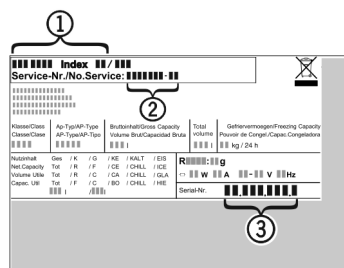 1
Index /
Service-Nr./No.Service: -
2
Klasse/Class Ap-Typ/AP-Type Bruttoinhalt/Gross Capacity Total Gefriervermoegen/Freezing Capacity
Classe/Clase AP-Type/AP-Tipo Volume Brut/Capacidad Bruta volume Pouvoir de Congel./Capac.Congeladora
l l kg / 24 h
Nutzinhalt Ges / K / G / KE / KALT / EIS
Net.Capacity Tot / R / F / CE / CHILL / ICE
Volume Utile Tot / R / C / CA / CHILL / GLA
Capac. Util Tot / F / C / BO / CHILL / HIE
l / l
R : g
W A - V Hz
Serial-Nr. . . .
3